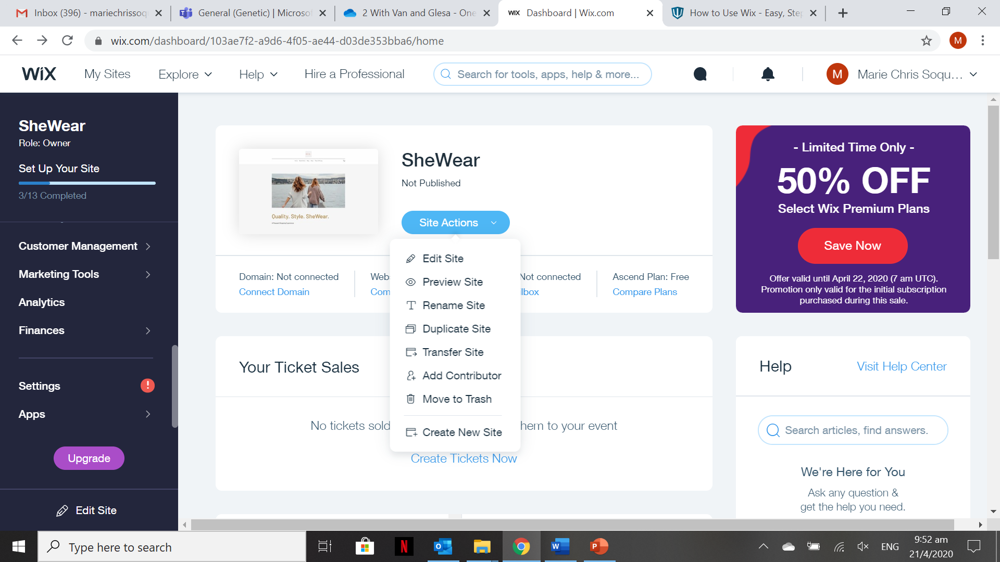 Inbox (396) - mariechrissoq
General (Genetic) | Microso
2 With Van and Glesa - One
WIX Dashboard | Wix.com
How to Use Wix - Easy, Ste
wix.com/dashboard/103ae7f2-a9d6-4f05-ae44-d03de353bba6/home
M
WIX
My Sites
Explore
Help
Hire a Professional
Search for tools, apps, help & more...
M
Marie Chris Soqu...
SheWear
Role: Owner
Set Up Your Site
3/13 Completed
Customer Management
Marketing Tools
Analytics
Finances
Settings
!
Apps
Upgrade
Edit Site
Quality. Style. SheWear.
SheWear
Not Published
Site Actions
Edit Site
Preview Site
Rename Site
Duplicate Site
Transfer Site
Add Contributor
Move to Trash
Create New Site
Domain: Not connected
Connect Domain
Webs
Com
Not connected
lbox
Ascend Plan: Free
Compare Plans
Your Ticket Sales
No tickets sold
hem to your event
Create Tickets Now
- Limited Time Only -
50% OFF
Select Wix Premium Plans
Save Now
Offer valid until April 22, 2020 (7 am UTC).
Promotion only valid for the initial subscription
purchased during this sale.
Help
Visit Help Center
Search articles, find answers.
We're Here for You
Ask any question &
get the help you need.
Type here to search
N
O
W
P
ENG
9:52 am
21/4/2020